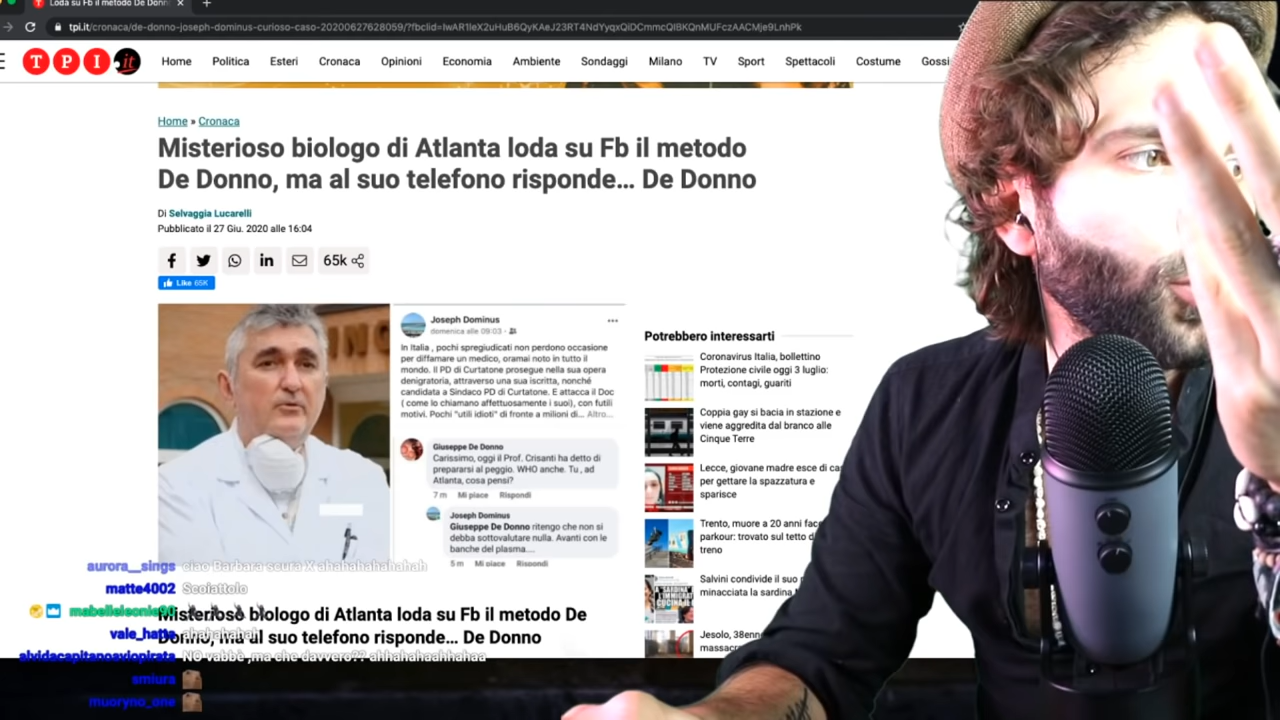 Loda su Fb il metodo De Donn
tpi.it/cronaca/de-donno-joseph-dominus-curioso-caso-20200627628059/?fbclid=IwAR1leX2uHuB6QyKAeJ23RT4NdYyqxQiDCmmcQIBKQnMUFczAACMje9LnhPk
T P I .it Home Politica Esteri Cronaca Opinioni Economia Ambiente Sondaggi Milano TV Sport Spettacoli Costume Gossi
Home » Cronaca
Misterioso biologo di Atlanta loda su Fb il metodo
De Donno, ma al suo telefono risponde... De Donno
Di Selvaggia Lucarelli
Pubblicato il 27 Giu. 2020 alle 16:04
65k
Like 65K
Joseph Dominus
domenica alle 09:03
In Italia , pochi spregiudicati non perdono occasione
per diffamare un medico, oramai noto in tutto il
mondo. Il PD di Curtatone prosegue nella sua opera
denigratoria, attraverso una sua iscritta, nonché
candidata a Sindaco PD di Curtatone. E attacca il Doc
( come lo chiamano affettuosamente i suoi), con futili
motivi. Pochi "utili idioti" di fronte a milioni di... Altro...
Giuseppe De Donno
Carissimo, oggi il Prof. Crisanti ha detto di
prepararsi al peggio. WHO anche. Tu , ad
Atlanta, cosa pensi?
7 m Mi piace Rispondi
Joseph Dominus
Giuseppe De Donno ritengo che non si
debba sottovalutare nulla. Avanti con le
banche del plasma....
5 m Mi piace Rispondi
Potrebbero interessarti
Coronavirus Italia, bollettino
Protezione civile oggi 3 luglio:
morti, contagi, guariti
Coppia gay si bacia in stazione e
viene aggredita dal branco alle
Cinque Terre
Lecce, giovane madre esce di ca
per gettare la spazzatura e
sparisce
Trento, muore a 20 anni face
parkour: trovato sul tetto d
treno
Salvini condivide il suo
minacciata la sardina
Jesolo, 38enne
massacr
Misterioso biologo di Atlanta loda su Fb il metodo De
Donno, ma al suo telefono risponde... De Donno
aurora__sings ciao Barbara scura X ahahahahahah
matte4002 Scoiattolo
mabelleleonie90
vale_hatta ahahahahah
alvidacapitanoaviopirata NO vabbè ,ma che davvero?? ahhahahaahhahaa
smiura
muoryno_one